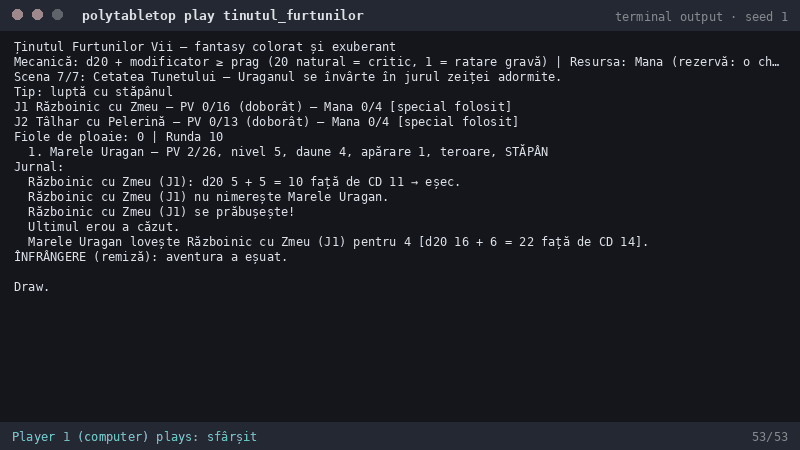 polytabletop play tinutul_furtunilor
terminal output · seed 1
Ținutul Furtunilor Vii — fantasy colorat și exuberant
Mecanică: d20 + modificator ≥ prag (20 natural = critic, 1 = ratare gravă) | Resursa: Mana (rezervă: o ch…
Scena 7/7: Cetatea Tunetului — Uraganul se învârte în jurul zeiței adormite.
Tip: luptă cu stăpânul
J1 Războinic cu Zmeu — PV 0/16 (doborât) — Mana 0/4 [special folosit]
J2 Tâlhar cu Pelerină — PV 0/13 (doborât) — Mana 0/4 [special folosit]
Fiole de ploaie: 0 | Runda 10
1. Marele Uragan — PV 2/26, nivel 5, daune 4, apărare 1, teroare, STĂPÂN
Jurnal:
Războinic cu Zmeu (J1): d20 5 + 5 = 10 față de CD 11 → eșec.
Războinic cu Zmeu (J1) nu nimerește Marele Uragan.
Războinic cu Zmeu (J1) se prăbușește!
Ultimul erou a căzut.
Marele Uragan lovește Războinic cu Zmeu (J1) pentru 4 [d20 16 + 6 = 22 față de CD 14].
ÎNFRÂNGERE (remiză): aventura a eșuat.
Draw.
Player 1 (computer) plays: sfârșit
53/53